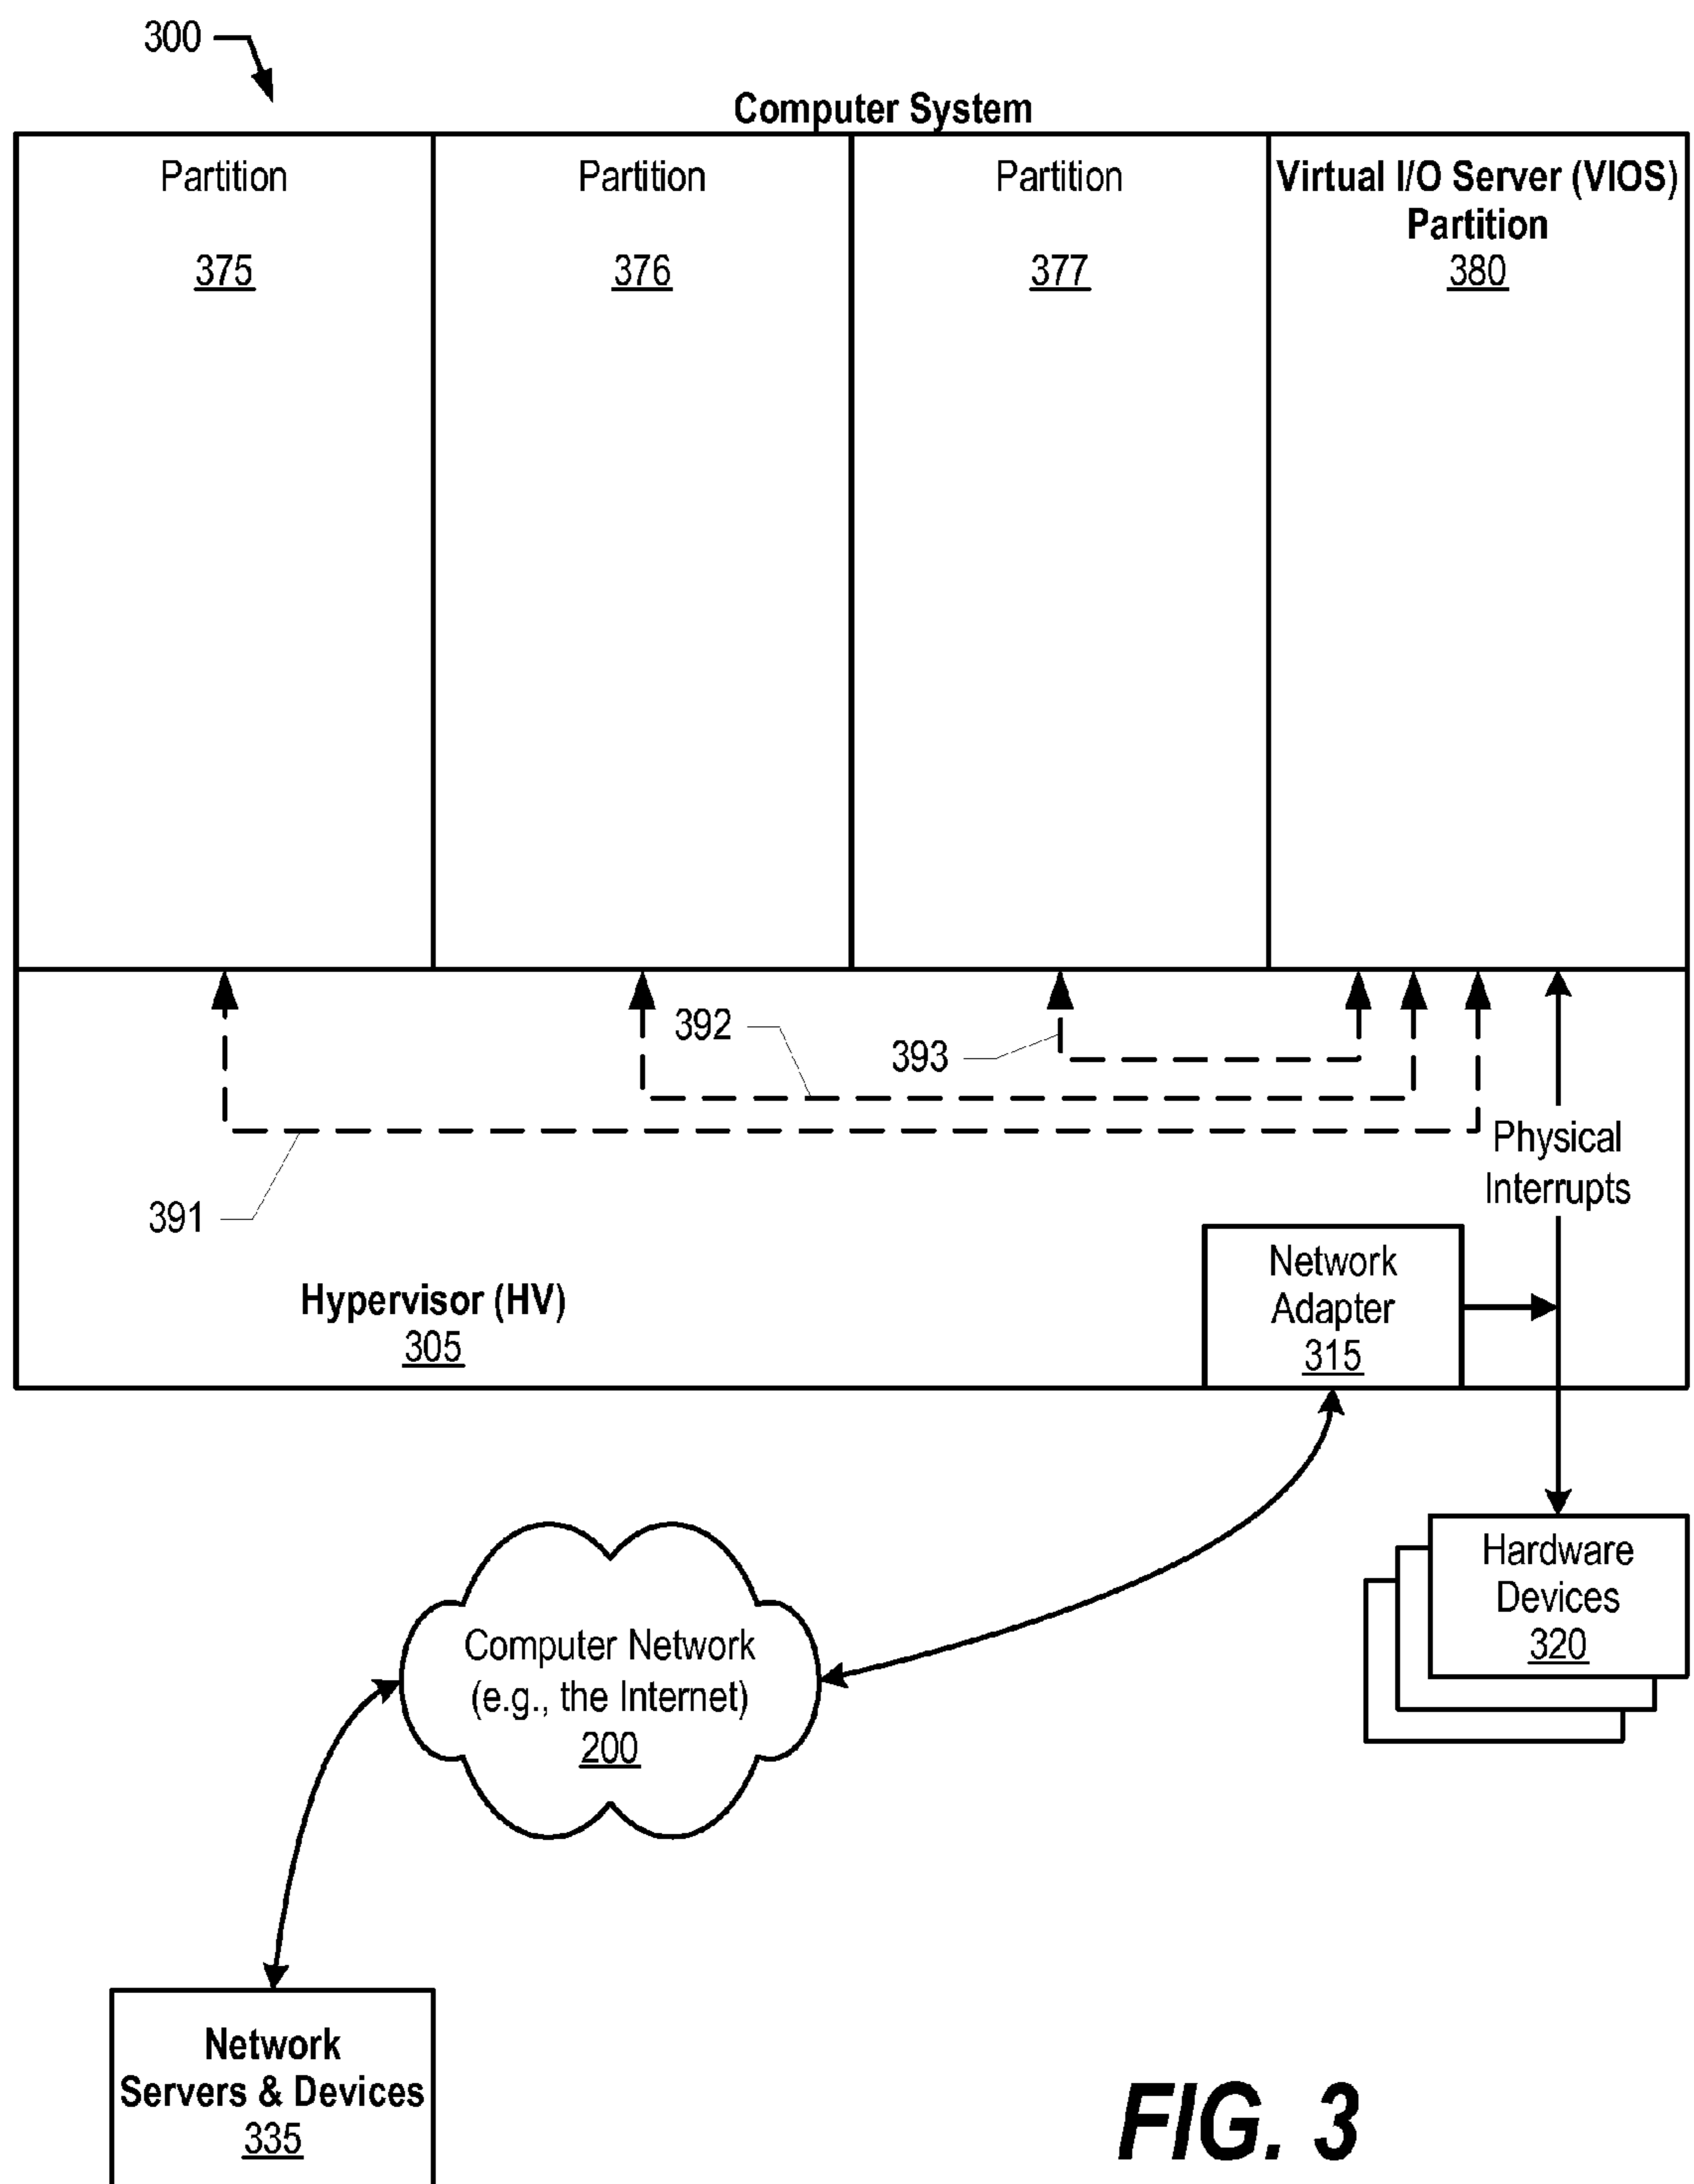 300
Computer System
Partition
375
Partition
376
Partition
377
Virtual I/O Server (VIOS)
Partition
380
392
393
391
Physical
Interrupts
Hypervisor (HV)
305
Network
Adapter
315
Hardware
Devices
320
Computer Network
(e.g., the Internet)
200
Network
Servers & Devices
335
FIG. 3